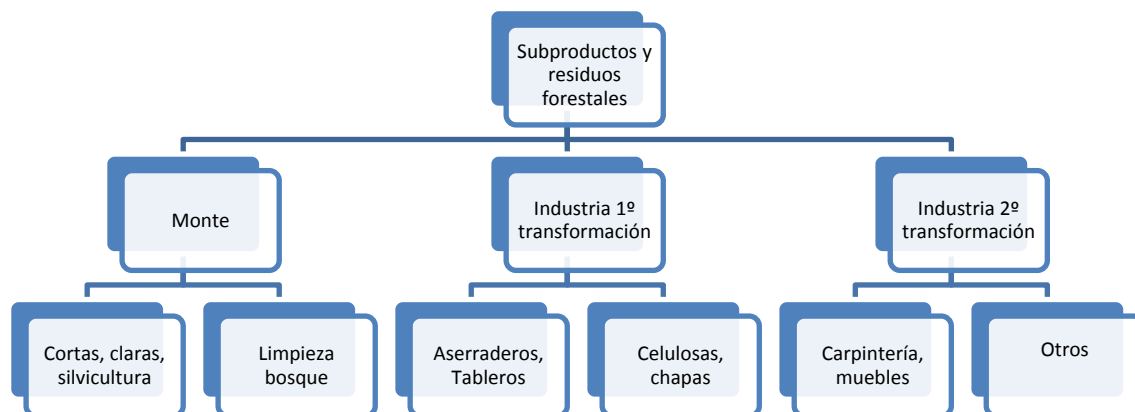 Subproductos y
residuos
forestales
Monte
Industria 1º
transformación
Industria 2º
transformación
Cortas, claras,
silvicultura
Limpieza
bosque
Aserraderos,
Tableros
Celulosas,
chapas
Carpintería,
muebles
Otros